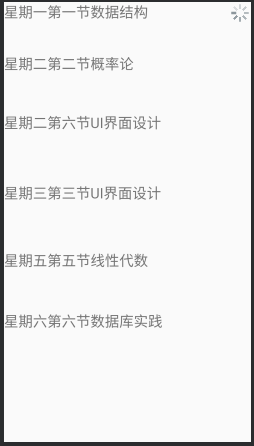 星期一第一节数据结构
星期二第二节概率论
星期二第六节UI界面设计
星期三第三节UI界面设计
星期五第五节线性代数
星期六第六节数据库实践